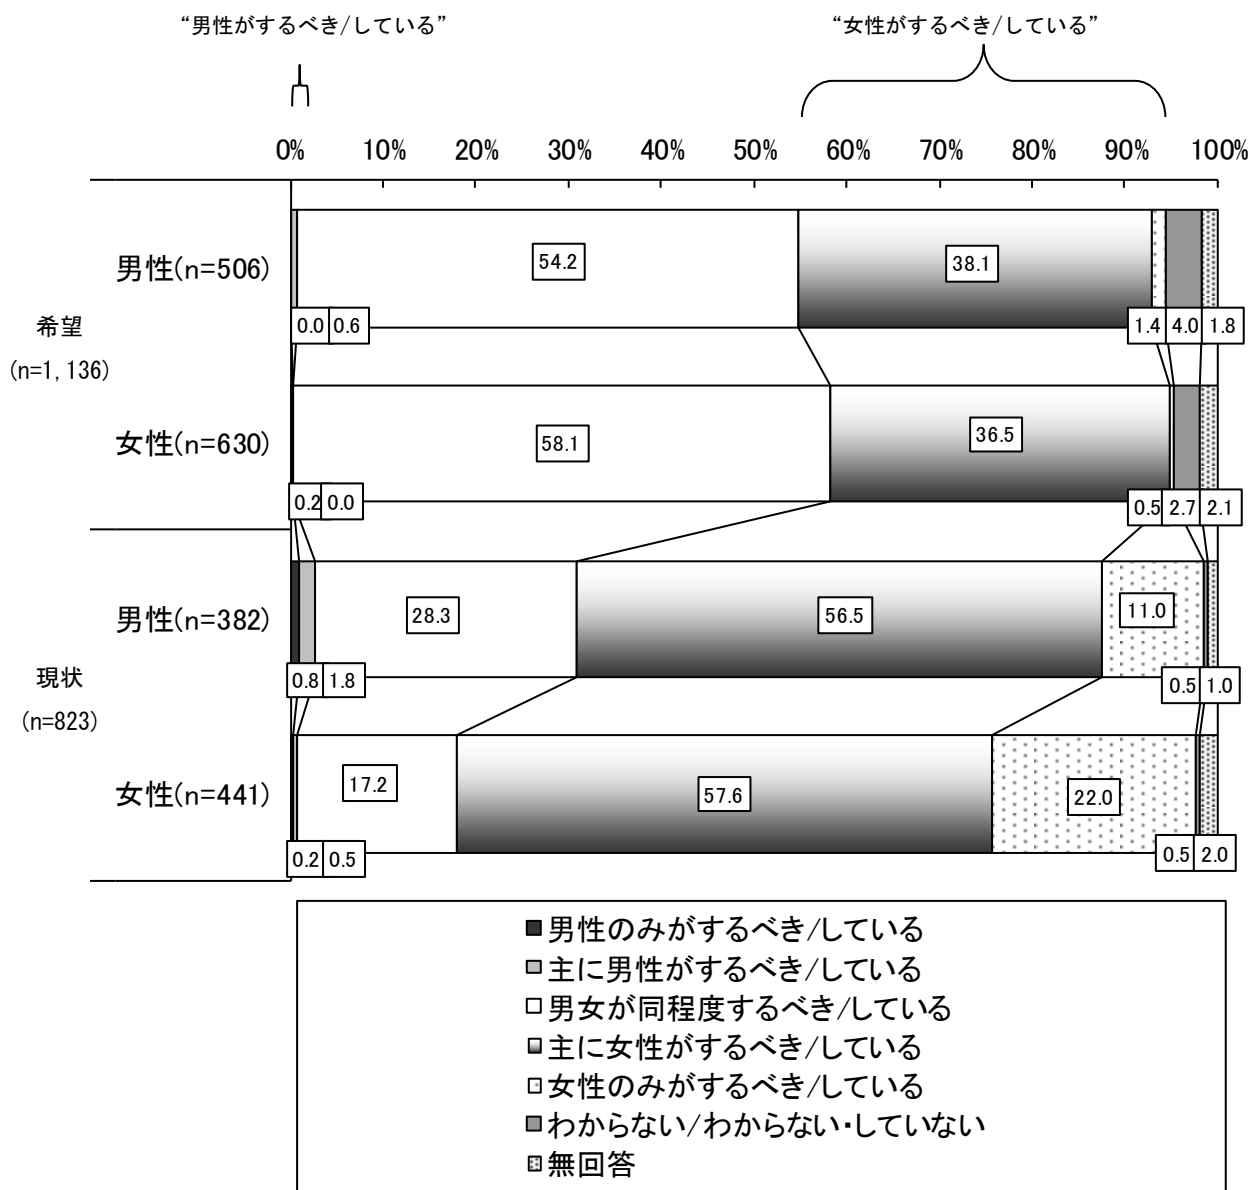 “男性がするべき/している”
“女性がするべき/している”
0% 10% 20% 30% 40% 50% 60% 70% 80% 90% 100%
男性(n=506)
54.2
38.1
0.0 0.6
1.4 4.0 1.8
希望
(n=1,136)
女性(n=630)
58.1
36.5
0.2 0.0
0.5 2.7 2.1
男性(n=382)
28.3
56.5
11.0
0.8 1.8
0.5 1.0
現状
(n=823)
女性(n=441)
17.2
57.6
22.0
0.2 0.5
0.5 2.0
男性のみがするべき/している
主に男性がするべき/している
男女が同程度するべき/している
主に女性がするべき/している
女性のみがするべき/している
わからない/わからない・していない
無回答